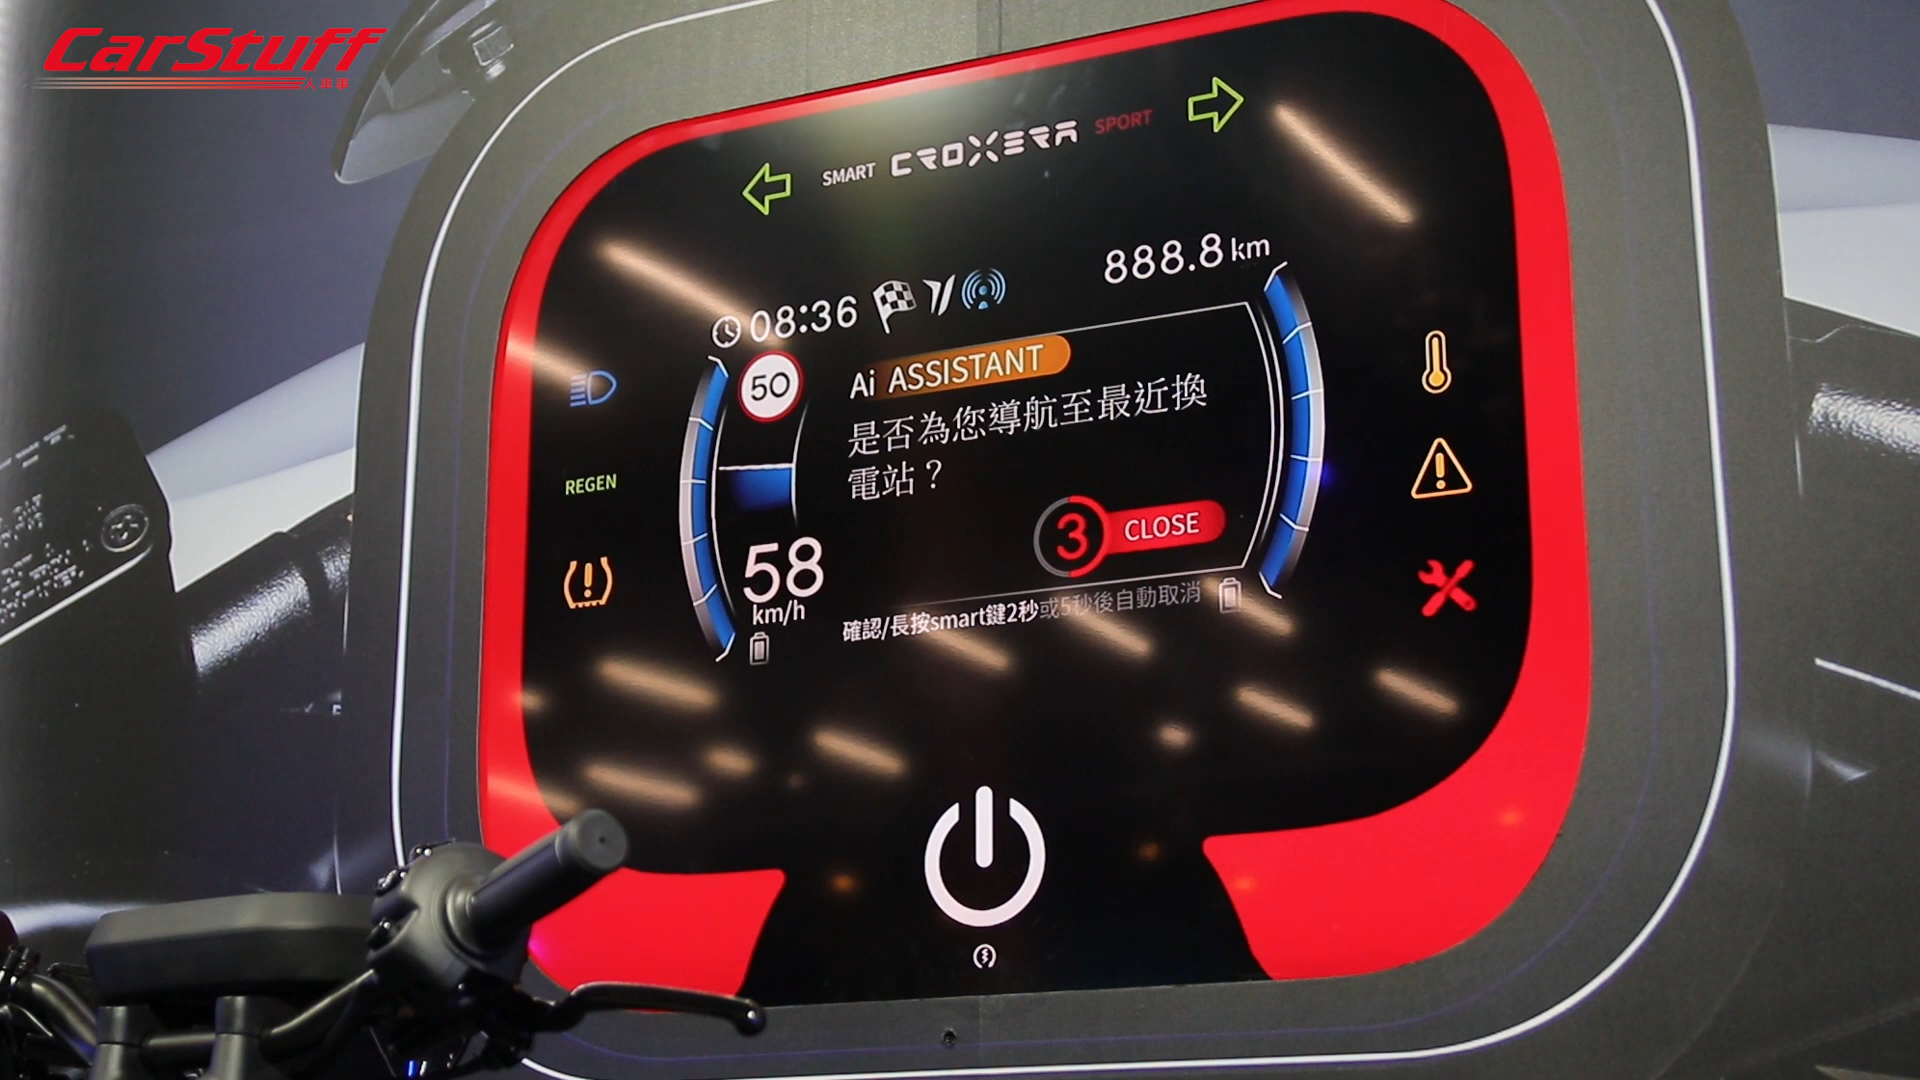 CarStuff
人車事
SMART CROXERA SPORT
08:36
888.8 km
50
Ai ASSISTANT
是否為您導航至最近換
電站？
REGEN
3 CLOSE
58
km/h
確認/長按smart鍵2秒或5秒後自動取消